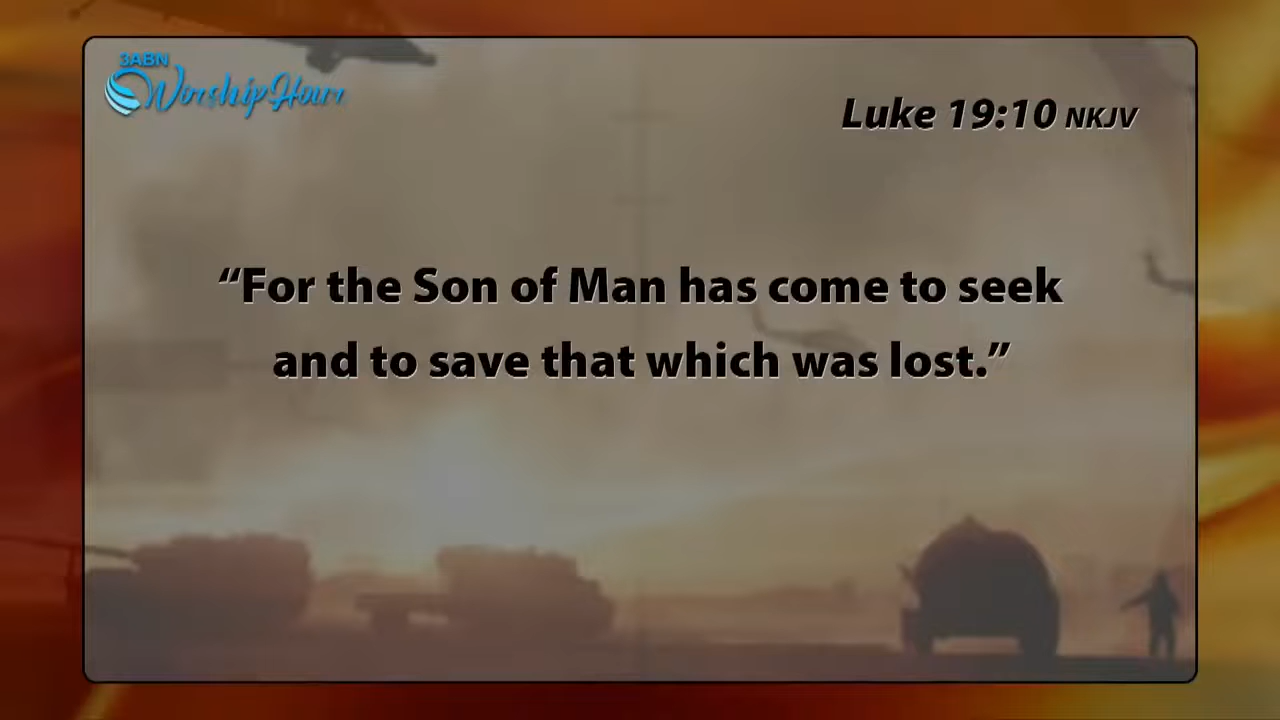 3ABN
Worship Hour
Luke 19:10 NKJV
“For the Son of Man has come to seek
and to save that which was lost.”